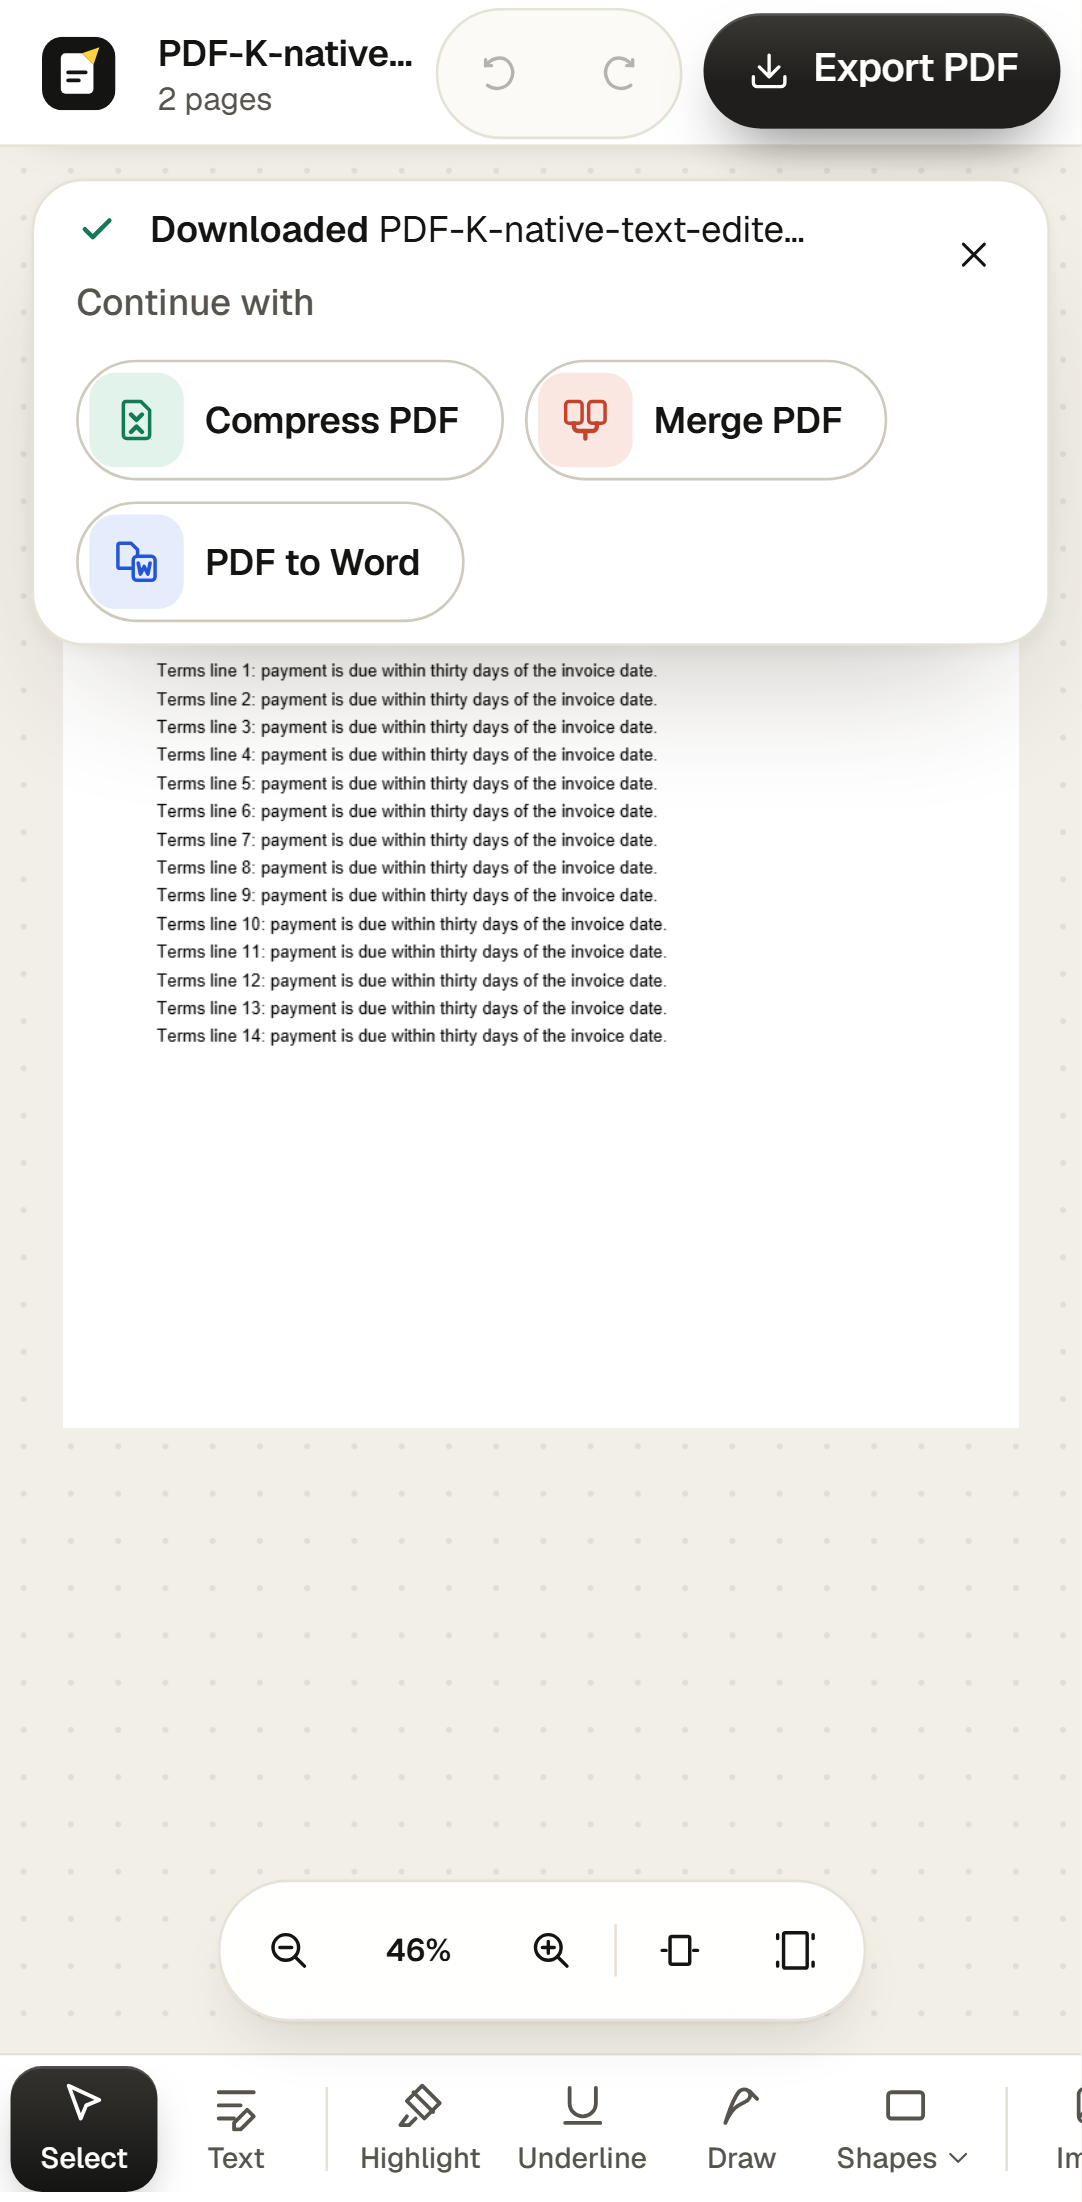 PDF-K-native...
2 pages
Export PDF
Downloaded PDF-K-native-text-edite...
Continue with
Compress PDF
Merge PDF
PDF to Word
Terms line 1: payment is due within thirty days of the invoice date.
Terms line 2: payment is due within thirty days of the invoice date.
Terms line 3: payment is due within thirty days of the invoice date.
Terms line 4: payment is due within thirty days of the invoice date.
Terms line 5: payment is due within thirty days of the invoice date.
Terms line 6: payment is due within thirty days of the invoice date.
Terms line 7: payment is due within thirty days of the invoice date.
Terms line 8: payment is due within thirty days of the invoice date.
Terms line 9: payment is due within thirty days of the invoice date.
Terms line 10: payment is due within thirty days of the invoice date.
Terms line 11: payment is due within thirty days of the invoice date.
Terms line 12: payment is due within thirty days of the invoice date.
Terms line 13: payment is due within thirty days of the invoice date.
Terms line 14: payment is due within thirty days of the invoice date.
46%
Select
Text
Highlight
Underline
Draw
Shapes